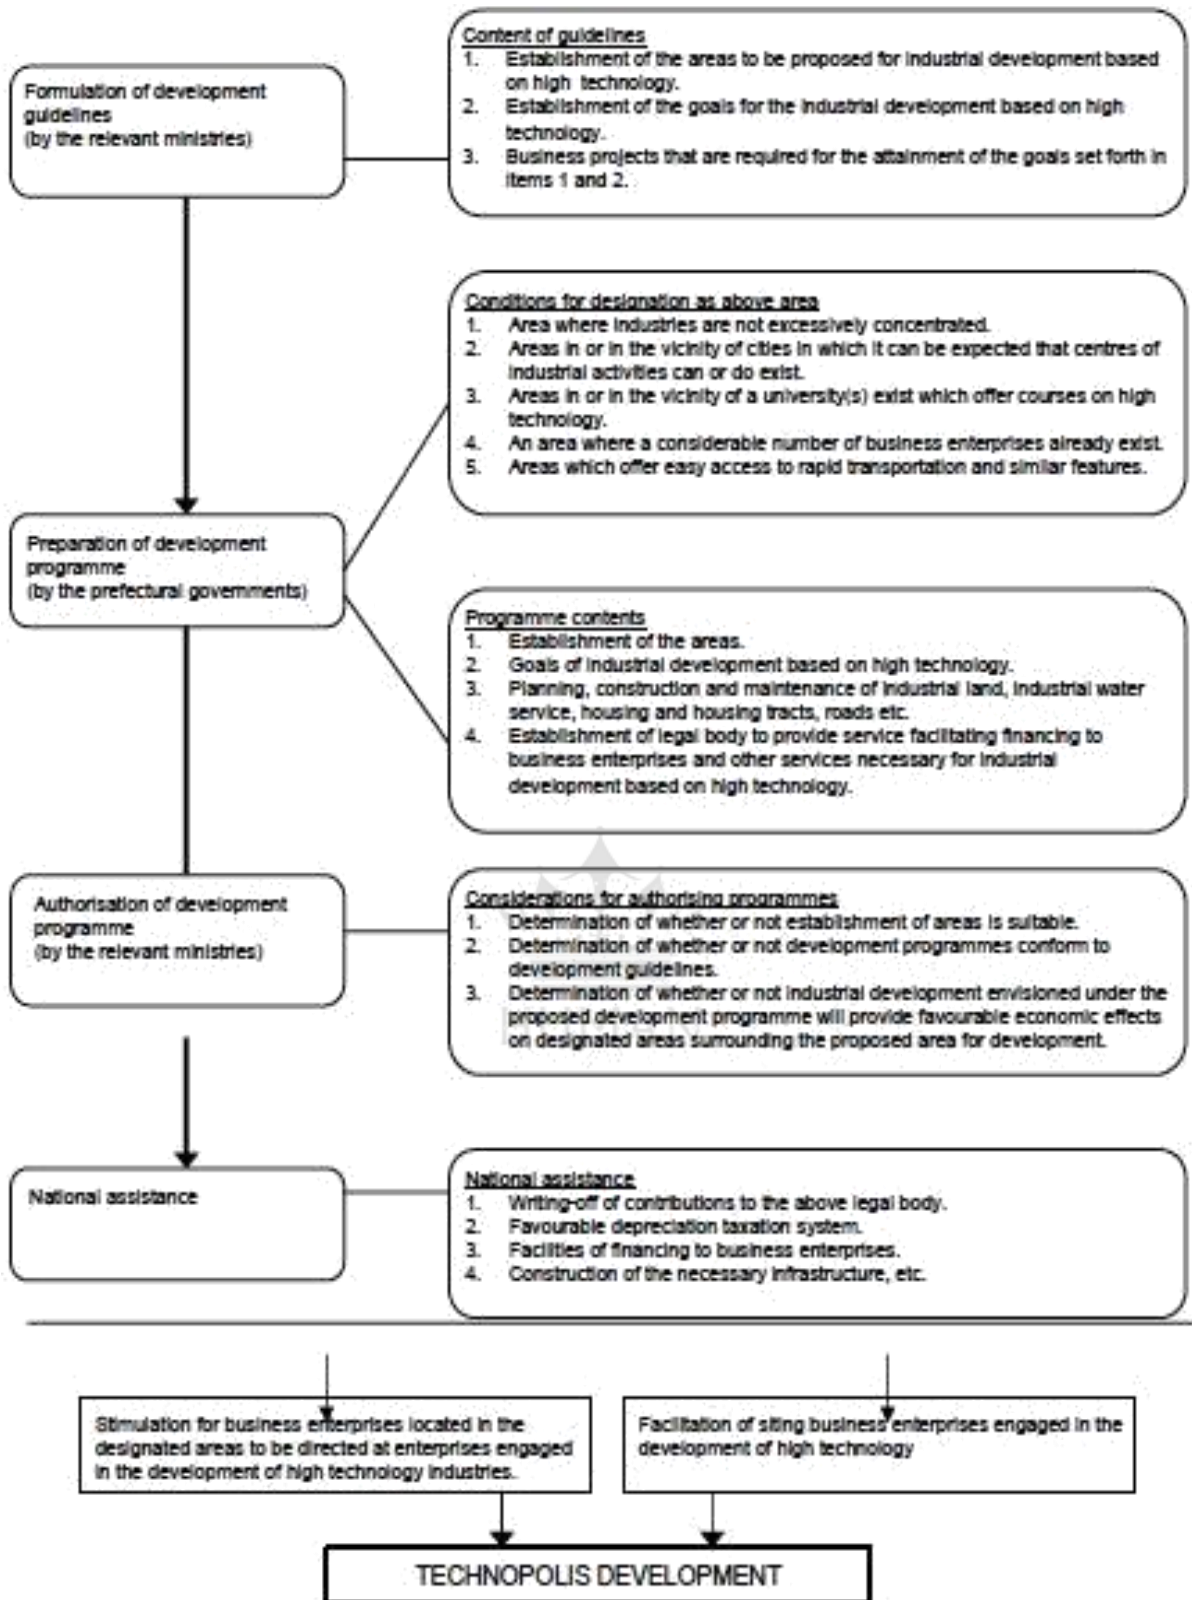 Content of guidelines
1. Establishment of the areas to be proposed for industrial development based
on high technology.
2. Establishment of the goals for the industrial development based on high
technology.
3. Business projects that are required for the attainment of the goals set forth in
items 1 and 2.
Formulation of development
guidelines
(by the relevant ministries)
Conditions for designation as above area
1. Area where industries are not excessively concentrated.
2. Areas in or in the vicinity of cities in which it can be expected that centres of
industrial activities can or do exist.
3. Areas in or in the vicinity of a university(s) exist which offer courses on high
technology.
4. An area where a considerable number of business enterprises already exist.
5. Areas which offer easy access to rapid transportation and similar features.
Preparation of development
programme
(by the prefectural governments)
Programme contents
1. Establishment of the areas.
2. Goals of industrial development based on high technology.
3. Planning, construction and maintenance of industrial land, industrial water
service, housing and housing tracts, roads etc.
4. Establishment of legal body to provide service facilitating financing to
business enterprises and other services necessary for industrial
development based on high technology.
Authorisation of development
programme
(by the relevant ministries)
Considerations for authorising programmes
1. Determination of whether or not establishment of areas is suitable.
2. Determination of whether or not development programmes conform to
development guidelines.
3. Determination of whether or not industrial development envisioned under the
proposed development programme will provide favourable economic effects
on designated areas surrounding the proposed area for development.
National assistance
National assistance
1. Writing-off of contributions to the above legal body.
2. Favourable depreciation taxation system.
3. Facilities of financing to business enterprises.
4. Construction of the necessary infrastructure, etc.
Stimulation for business enterprises located in the
designated areas to be directed at enterprises engaged
in the development of high technology industries.
Facilitation of siting business enterprises engaged in the
development of high technology
TECHNOPOLIS DEVELOPMENT